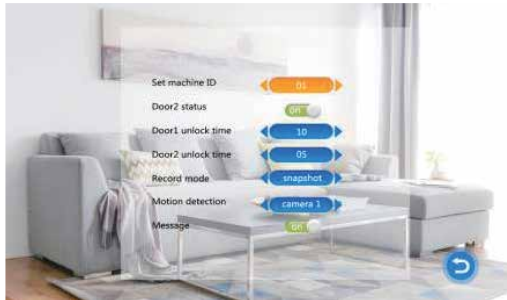 Set machine ID 01
Door2 status on
Door1 unlock time 10
Door2 unlock time 05
Record mode snapshot
Motion detection camera 1
Message on